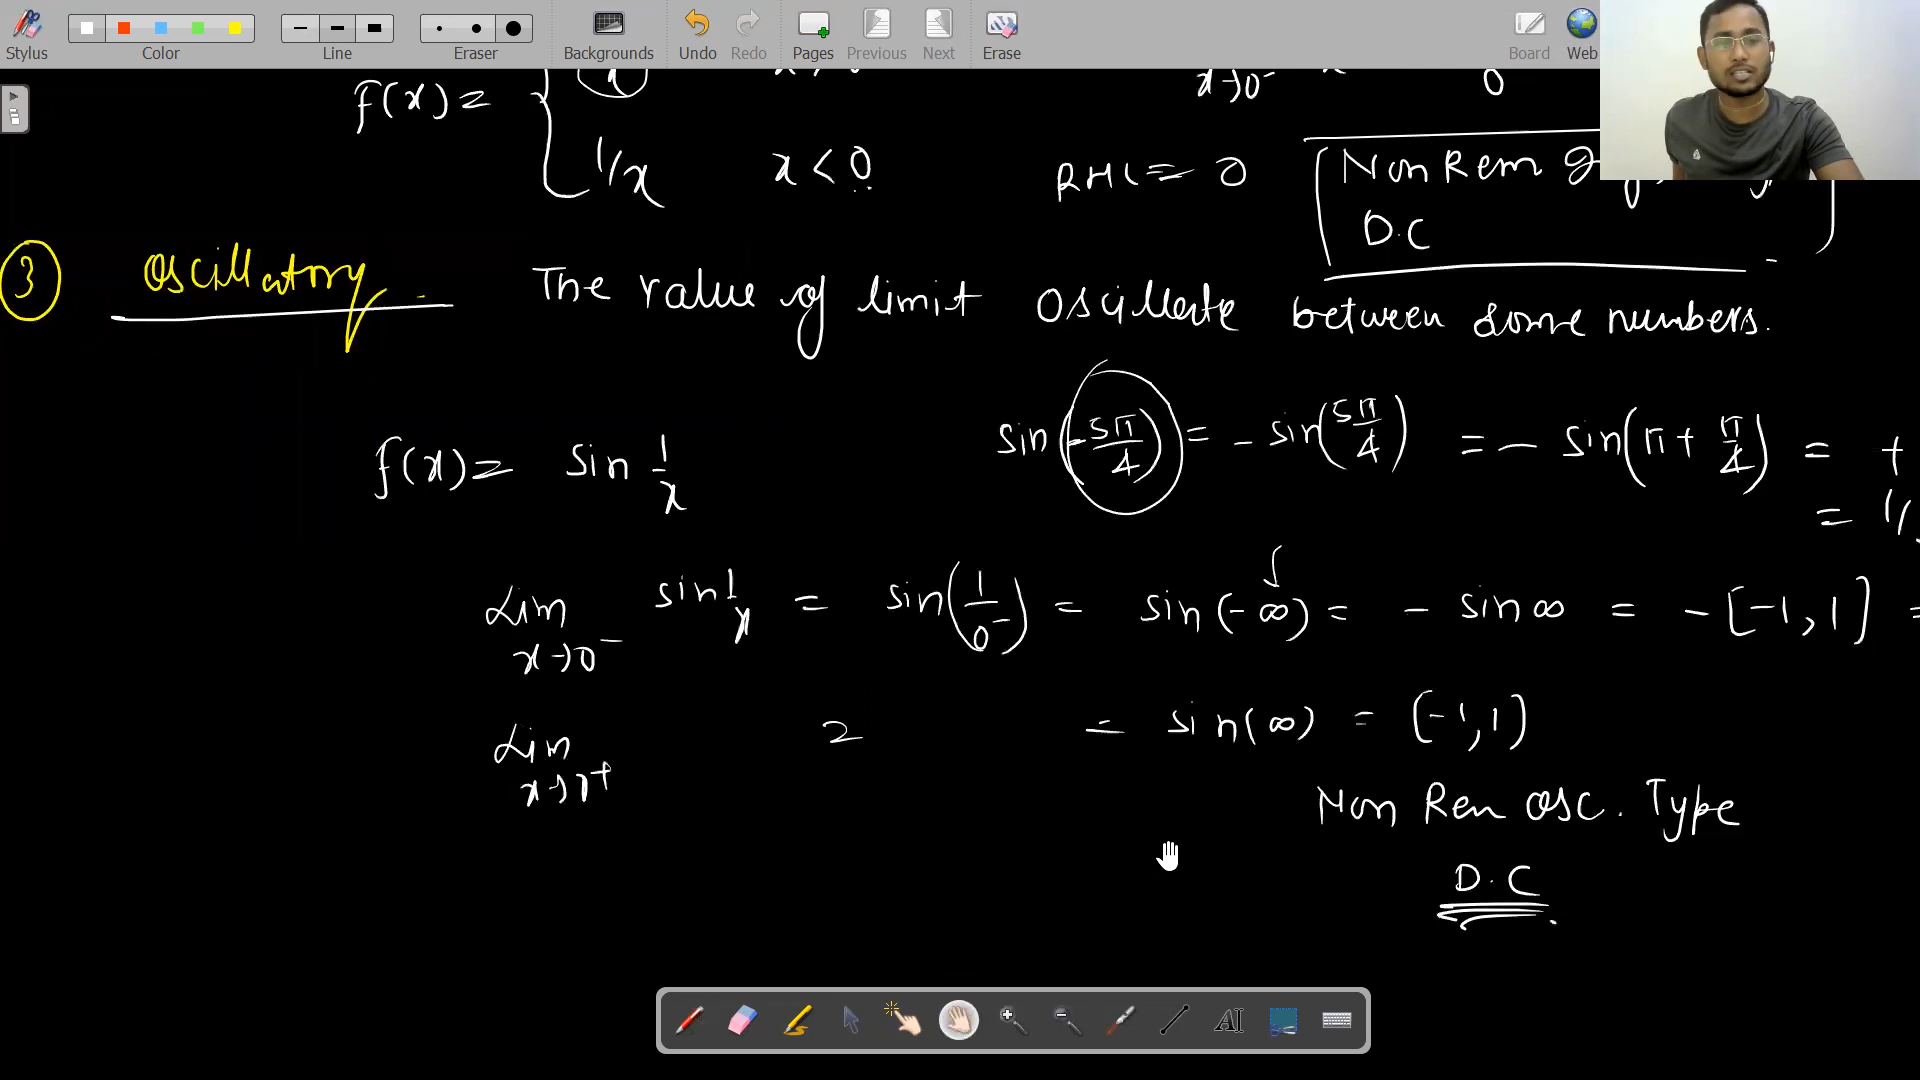 Stylus Color Line Eraser Backgrounds Undo Redo Pages Previous Next Erase Board Web
f(x) = { x
1/x x < 0
x→0⁻ 0
RHL = 0
Non Rem
D.C
③ Oscillatory. The value of limit oscillate between some numbers.
f(x) = sin 1/x
sin(-5π/4) = - sin(5π/4) = - sin(π + π/4) = +
= 1/
Lim x→0⁻ sin 1/x = sin(1/0⁻) = sin(-∞) = - sin ∞ = -[-1, 1] =
Lim = = sin(∞) = [-1, 1]
Non Rem Osc. Type
D.C